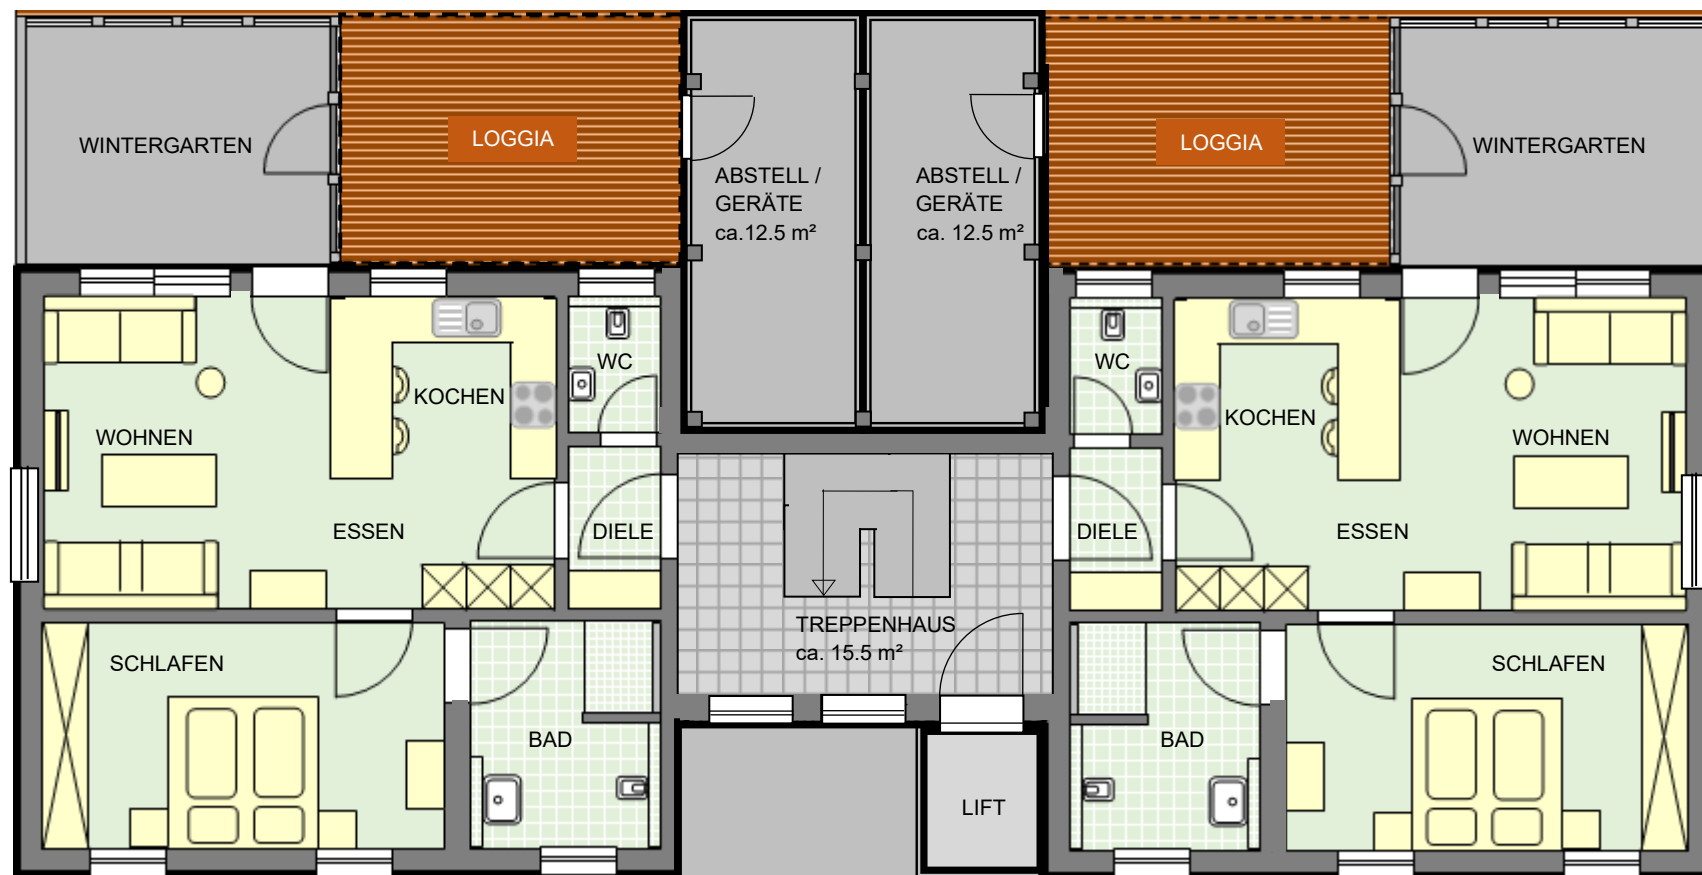 WINTERGARTEN
LOGGIA
LOGGIA
WINTERGARTEN
ABSTELL /
GERÄTE
ca.12.5 m²
ABSTELL /
GERÄTE
ca. 12.5 m²
WC
KOCHEN
WOHNEN
ESSEN
DIELE
WC
KOCHEN
WOHNEN
DIELE
ESSEN
TREPPENHAUS
ca. 15.5 m²
SCHLAFEN
BAD
LIFT
BAD
SCHLAFEN